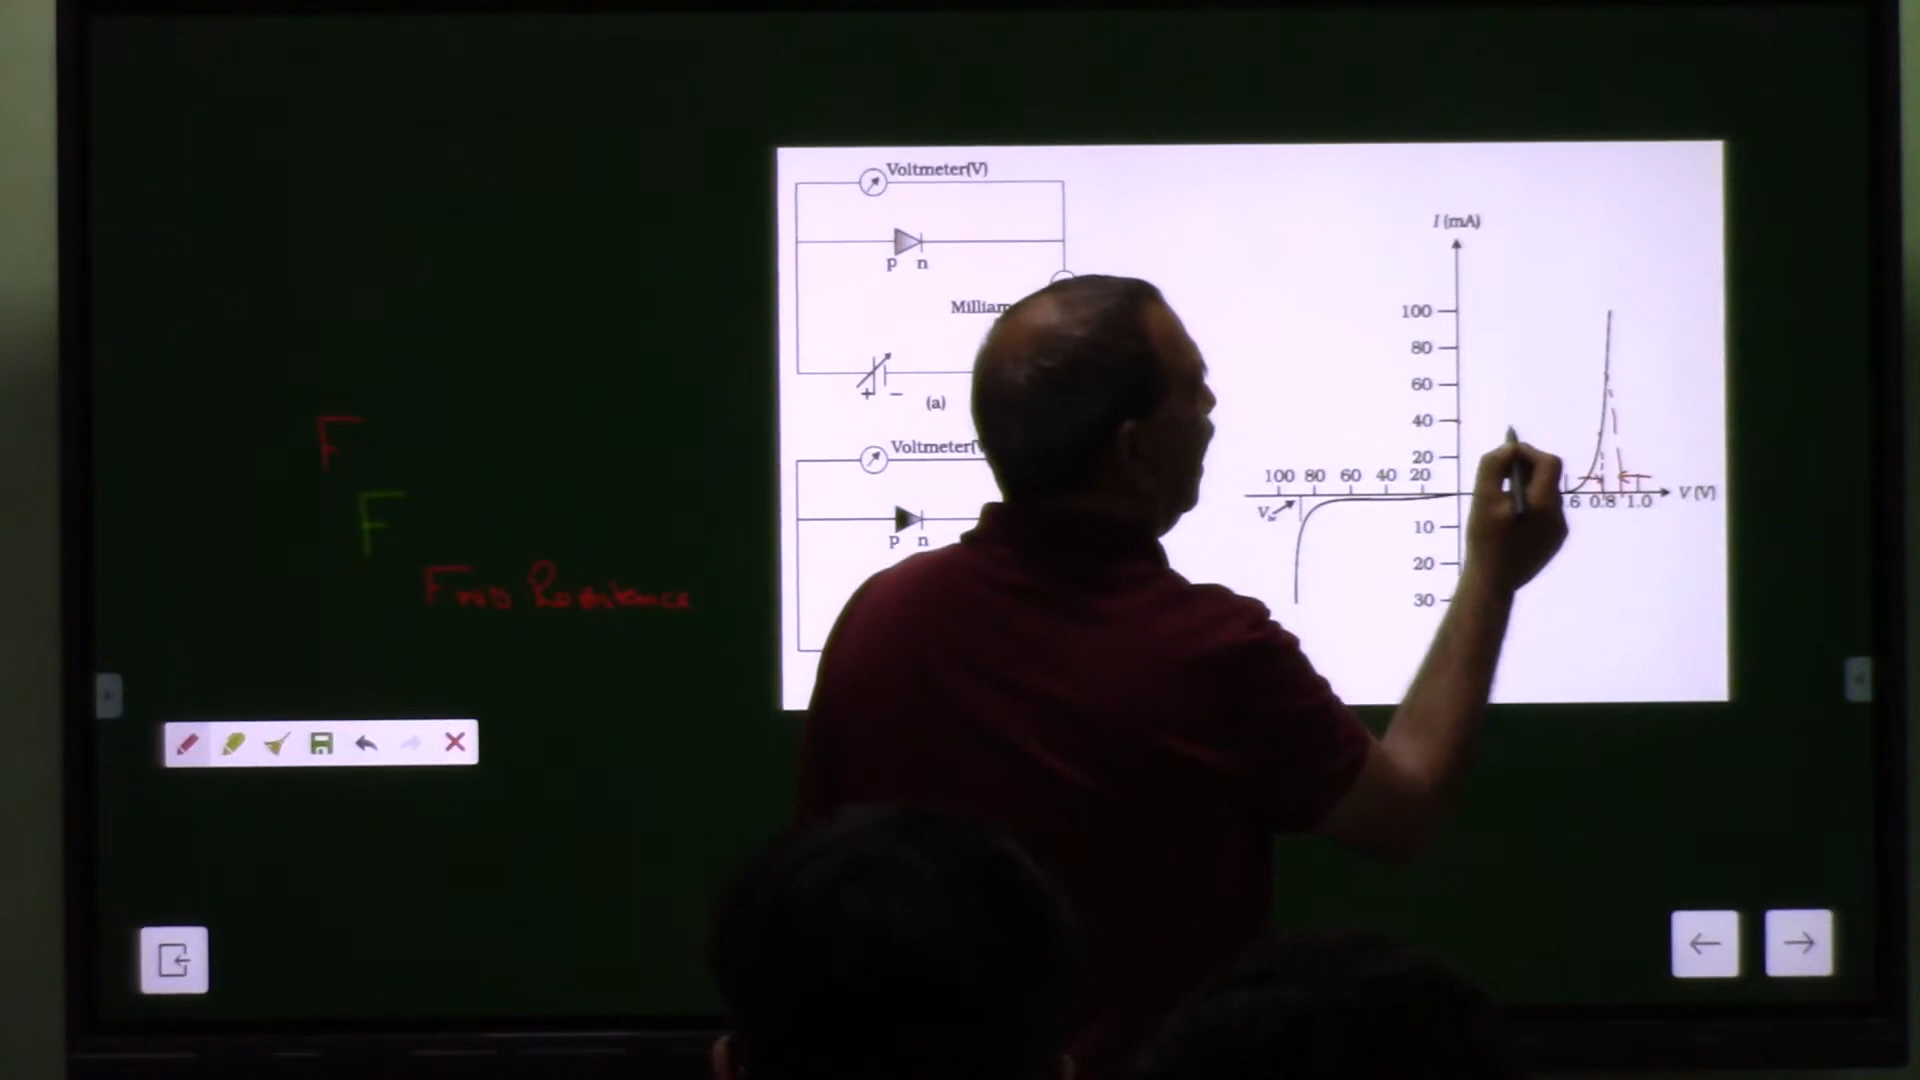 Voltmeter(V)
p n
Milliam
+ −
(a)
Voltmeter(V
p n
I (mA)
100
80
60
40
20
100 80 60 40 20
0.8 1.0 V (V)
10
20
30
F
F
Resistance